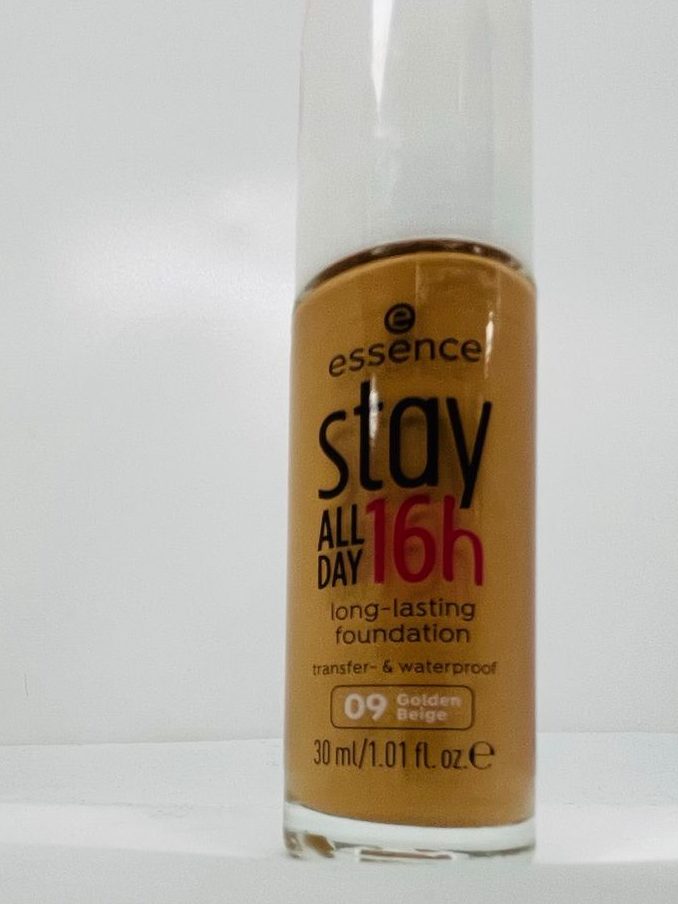 e
essence
stay
ALL DAY 16h
long-lasting
foundation
transfer- & waterproof
09 Golden Beige
30 ml/1.01 fl. oz. ℮